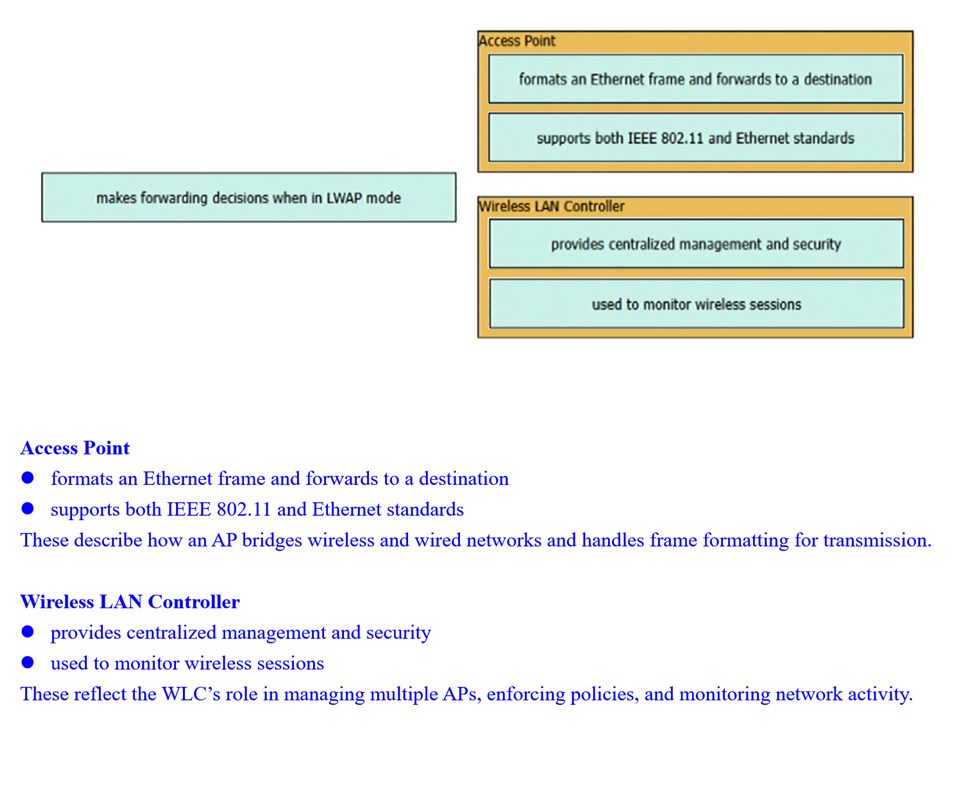 Access Point
formats an Ethernet frame and forwards to a destination
supports both IEEE 802.11 and Ethernet standards
makes forwarding decisions when in LWAP mode
Wireless LAN Controller
provides centralized management and security
used to monitor wireless sessions
Access Point
● formats an Ethernet frame and forwards to a destination
● supports both IEEE 802.11 and Ethernet standards
These describe how an AP bridges wireless and wired networks and handles frame formatting for transmission.
Wireless LAN Controller
● provides centralized management and security
● used to monitor wireless sessions
These reflect the WLC’s role in managing multiple APs, enforcing policies, and monitoring network activity.